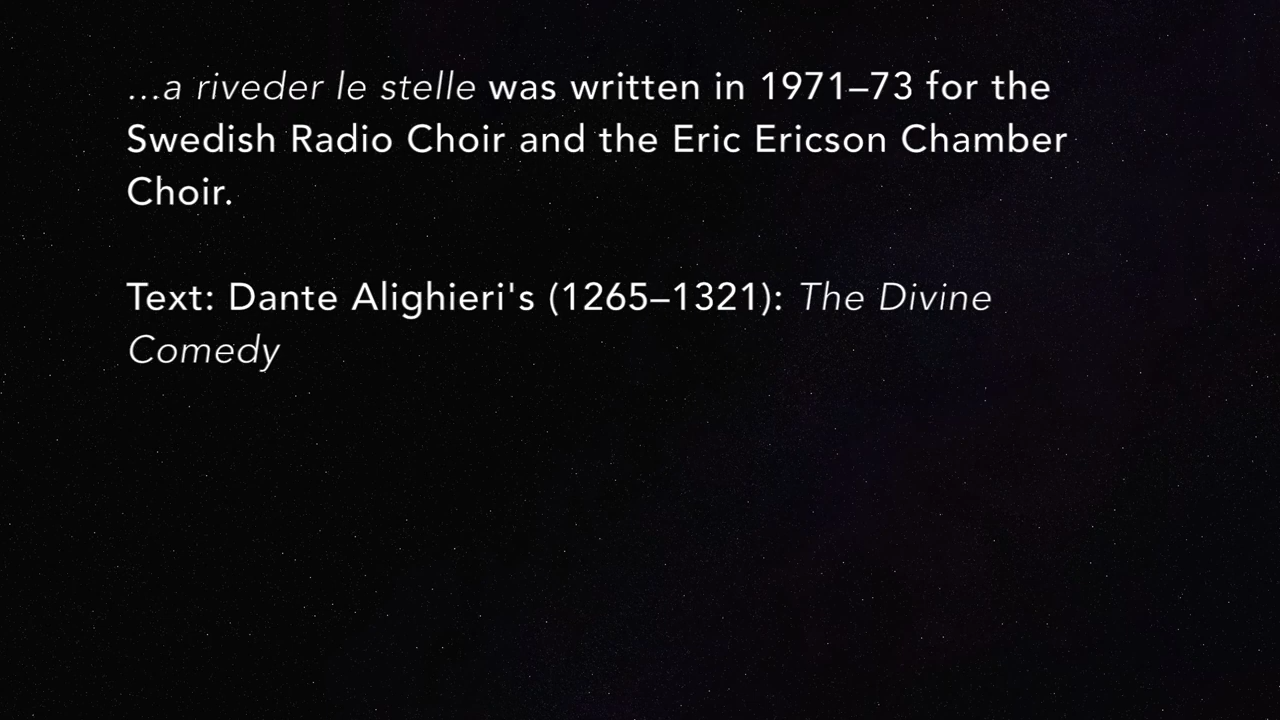 ...a riveder le stelle was written in 1971–73 for the
Swedish Radio Choir and the Eric Ericson Chamber
Choir.
Text: Dante Alighieri's (1265–1321): The Divine
Comedy